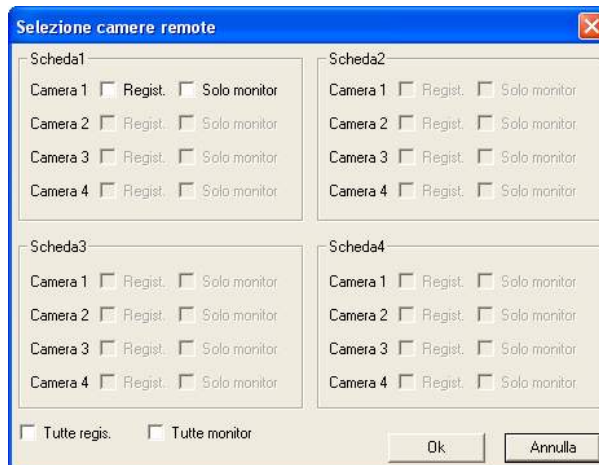 Selezione camere remote
Scheda1
Camera 1 Regist. Solo monitor
Camera 2 Regist. Solo monitor
Camera 3 Regist. Solo monitor
Camera 4 Regist. Solo monitor
Scheda2
Camera 1 Regist. Solo monitor
Camera 2 Regist. Solo monitor
Camera 3 Regist. Solo monitor
Camera 4 Regist. Solo monitor
Scheda3
Camera 1 Regist. Solo monitor
Camera 2 Regist. Solo monitor
Camera 3 Regist. Solo monitor
Camera 4 Regist. Solo monitor
Scheda4
Camera 1 Regist. Solo monitor
Camera 2 Regist. Solo monitor
Camera 3 Regist. Solo monitor
Camera 4 Regist. Solo monitor
Tutte regis. Tutte monitor
Ok Annulla